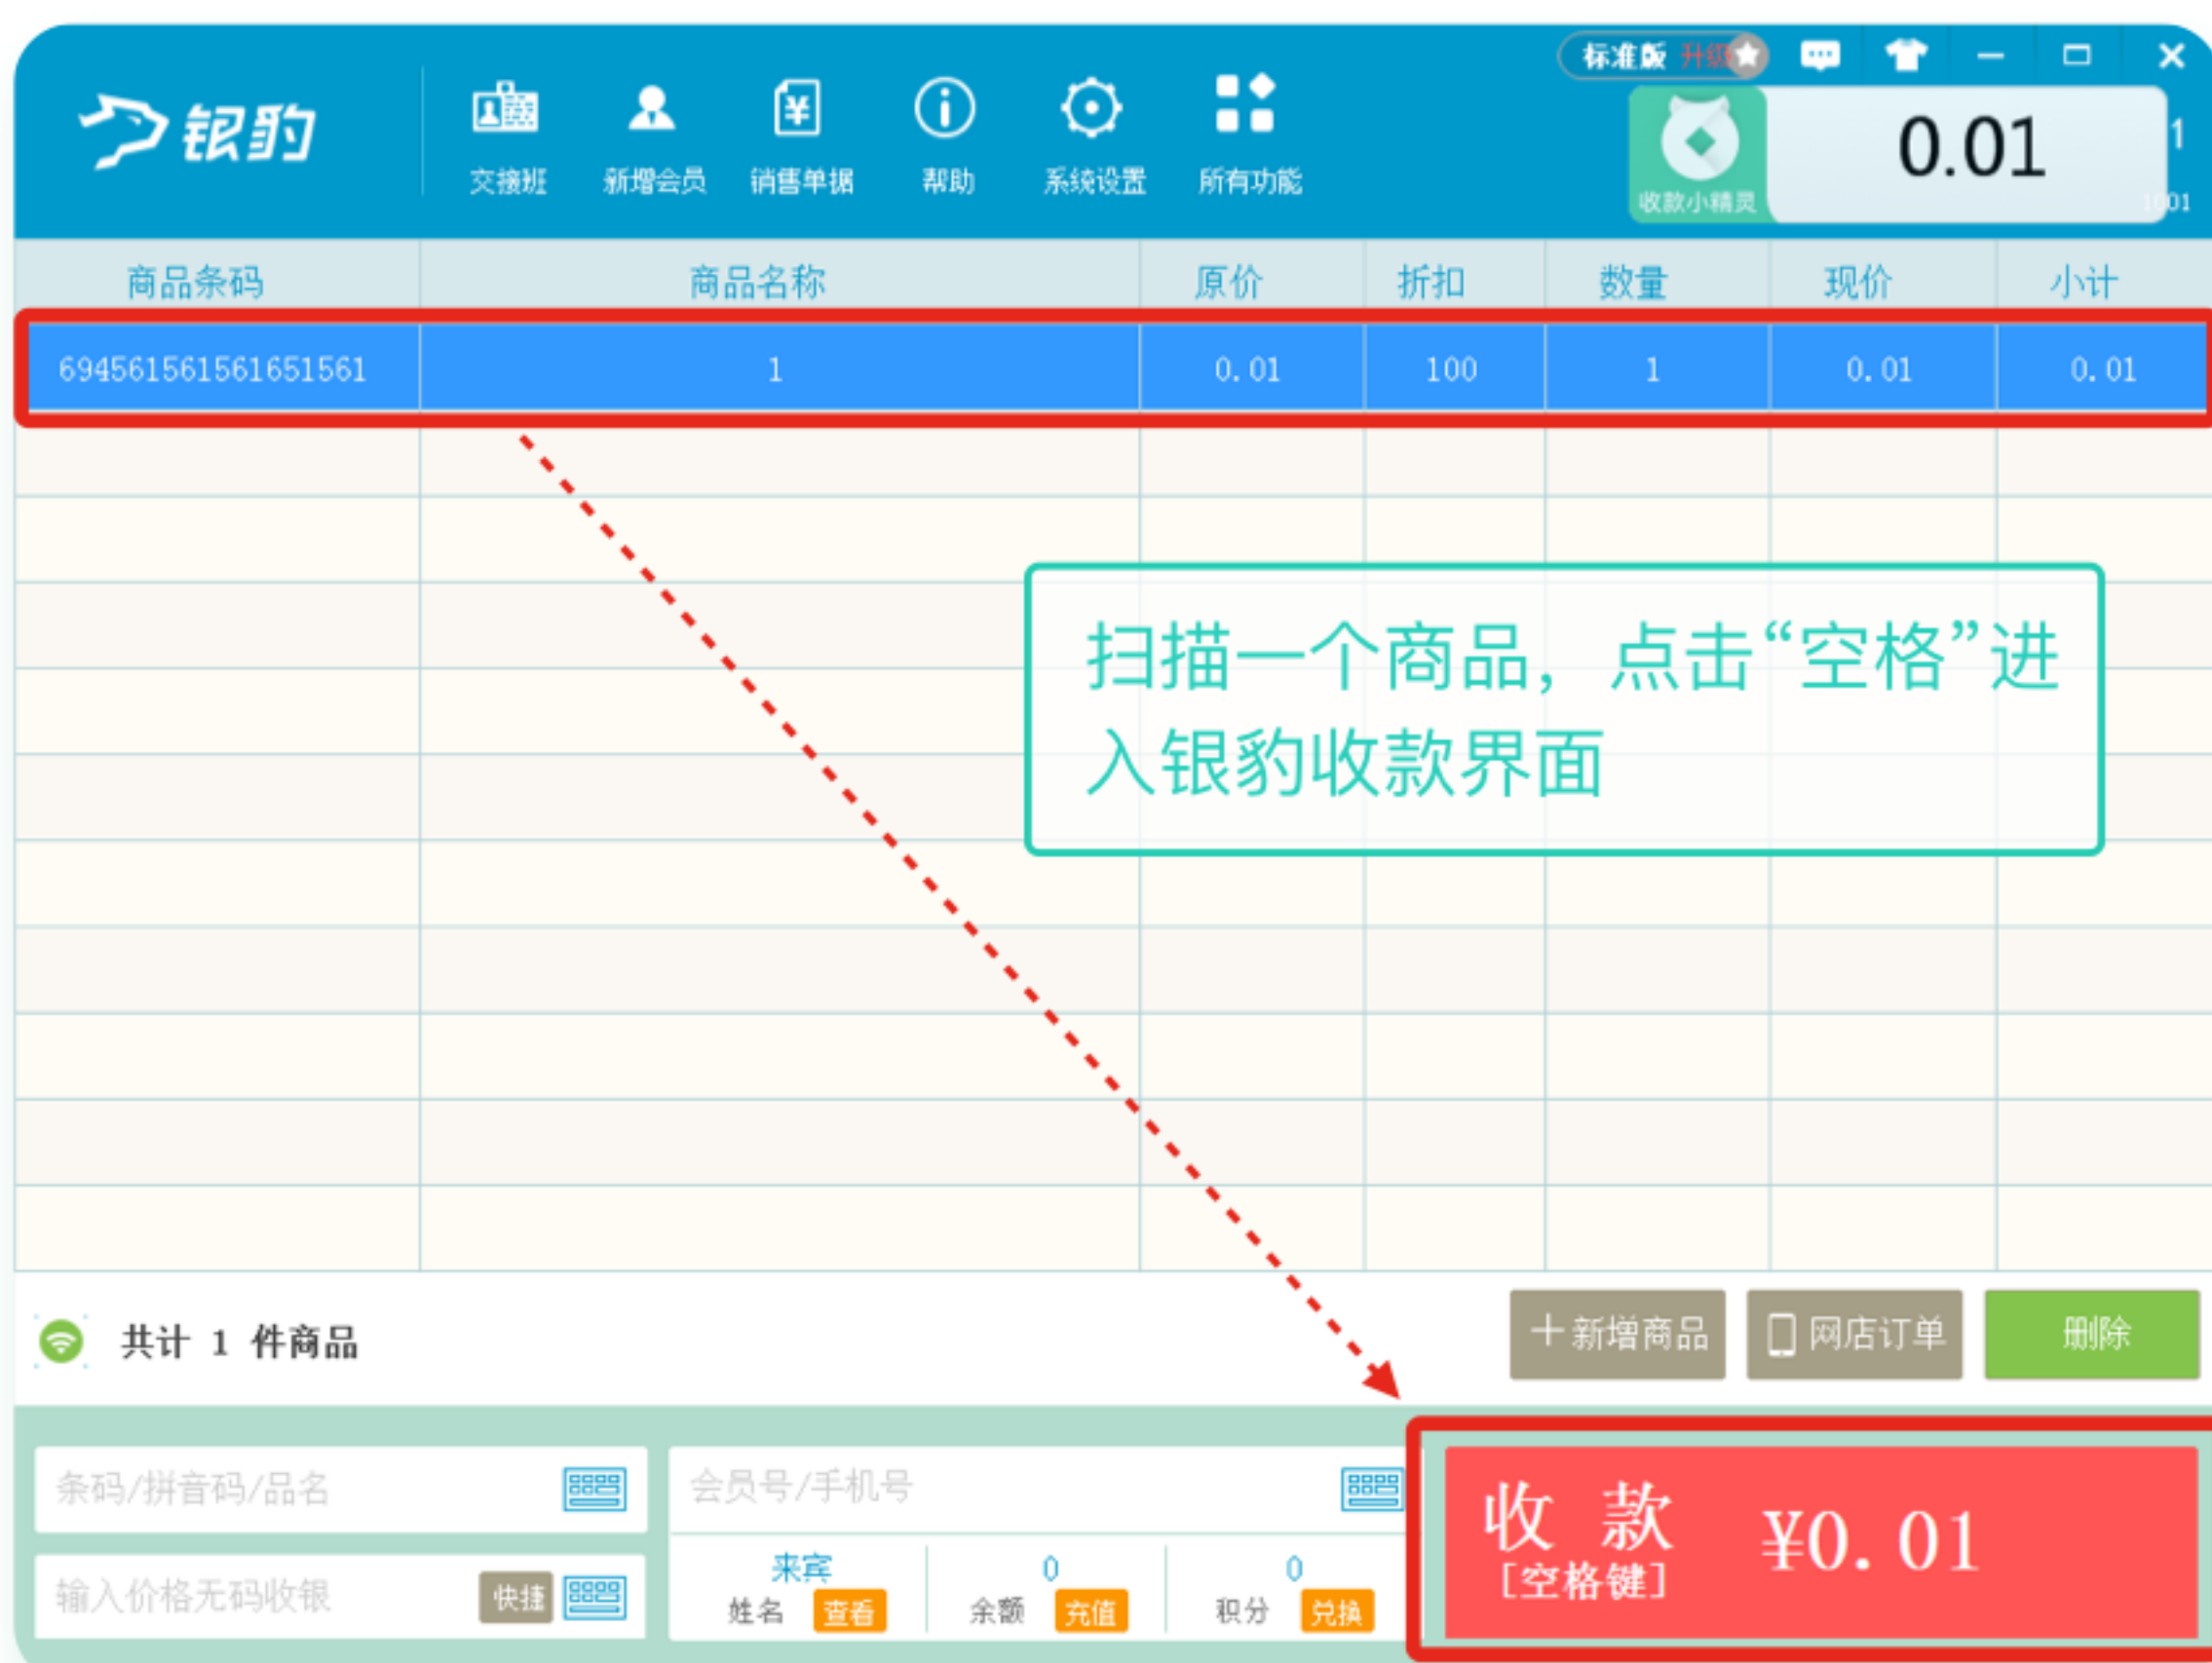 标准版 升级
银豹
交接班 新增会员 销售单据 帮助 系统设置 所有功能
收款小精灵 0.01 1
商品条码 商品名称 原价 折扣 数量 现价 小计
694561561561651561 1 0.01 100 1 0.01 0.01
扫描一个商品，点击“空格”进
入银豹收款界面
共计 1 件商品
+新增商品 网店订单 删除
条码/拼音码/品名
会员号/手机号
输入价格无码收银 快捷
来宾 0 0
姓名 查看 余额 充值 积分 兑换
收款 ¥0.01
[空格键]